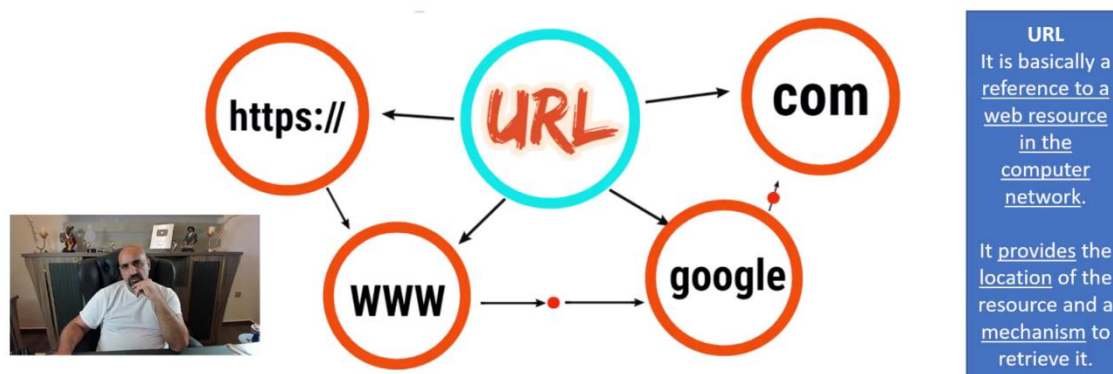 https://
URL
com
www
google
URL
It is basically a
reference to a
web resource
in the
computer
network.
It provides the
location of the
resource and a
mechanism to
retrieve it.